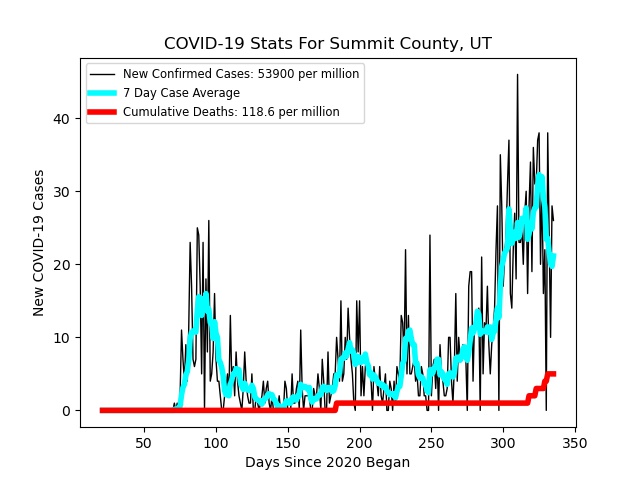 COVID-19 Stats For Summit County, UT
New Confirmed Cases: 53900 per million
7 Day Case Average
Cumulative Deaths: 118.6 per million
New COVID-19 Cases
40
30
20
10
0
50
100
150
200
250
300
350
Days Since 2020 Began